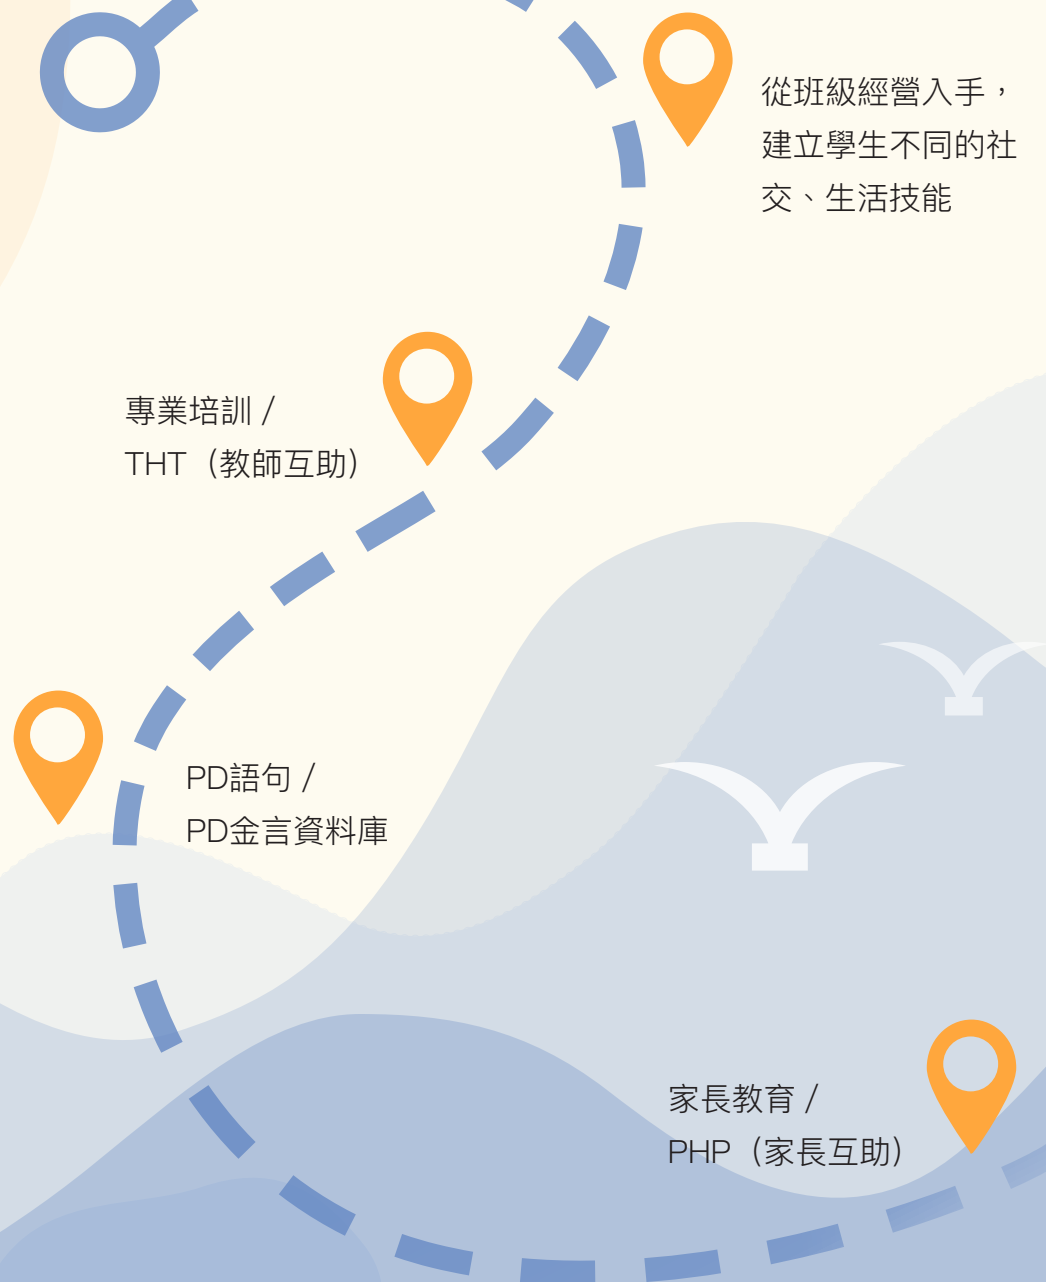 從班級經營入手，
建立學生不同的社
交、生活技能
專業培訓 /
THT（教師互助）
PD語句 /
PD金言資料庫
家長教育 /
PHP（家長互助）